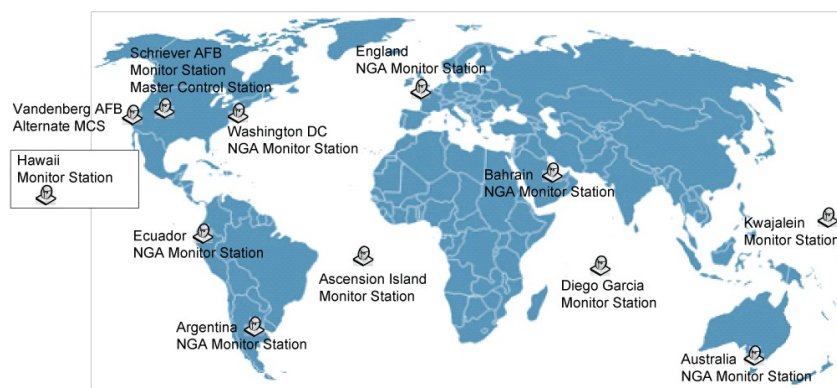 Schriever AFB
Monitor Station
Master Control Station
England
NGA Monitor Station
Vandenberg AFB
Alternate MCS
Washington DC
NGA Monitor Station
Hawaii
Monitor Station
Bahrain
NGA Monitor Station
Kwajalein
Monitor Station
Ecuador
NGA Monitor Station
Ascension Island
Monitor Station
Diego Garcia
Monitor Station
Argentina
NGA Monitor Station
Australia
NGA Monitor Station